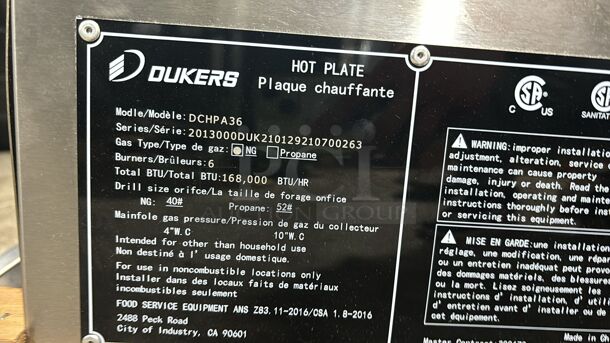 DUKERS
HOT PLATE
Plaque chauffante
Modle/Modèle: DCHPA36
Series/Série: 2013000DUK210129210700263
Gas Type/Type de gaz: NG Propane
Burners/Brûleurs: 6
Total BTU/Total BTU: 168,000 BTU/HR
Drill size orifce/La taille de forage onfice
NG: 40# Propane: 52#
Mainfole gas pressure/Pression de gaz du collecteur
4"W.C 10"W.C
Intended for other than household use
Non destiné à l' usage domestique.
For use in noncombustible locations only
Installer dans des locaux faits de matériaux
incombustibles seulement
FOOD SERVICE EQUIPMENT ANS Z83.11-2016/CSA 1.8-2016
2488 Peck Road
City of Industry, CA 90601
C US
SANITAT
WARNING: improper installatio
adjustment, alteration, service o
maintenance can cause property
damage, injury or death. Read the
installation, operating and mainte
instructions thoroughly before inst
or servicing this equipment.
MISE EN GARDE: une installation
réglage, une modification, une répar
ou un entretien inadéquat peut provo
des dommages matériels, des blessure
ou la mort. Lisez soigneusement les
instructions d' installation, d' util
d' entretien avant d' installer ou de
cet équipement.
Made in Ch
Master Contract: